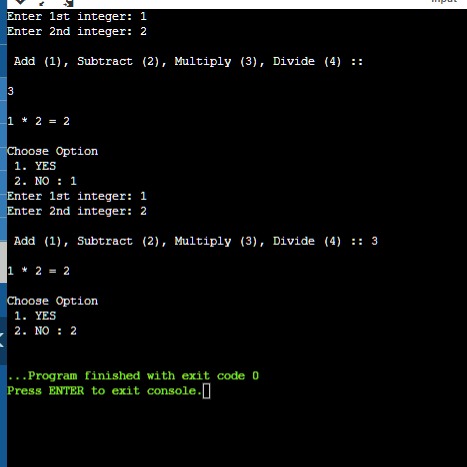 Input
Enter 1st integer: 1
Enter 2nd integer: 2
Add (1), Subtract (2), Multiply (3), Divide (4) ::
3
1 * 2 = 2
Choose Option
1. YES
2. NO : 1
Enter 1st integer: 1
Enter 2nd integer: 2
Add (1), Subtract (2), Multiply (3), Divide (4) :: 3
1 * 2 = 2
Choose Option
1. YES
2. NO : 2
...Program finished with exit code 0
Press ENTER to exit console.